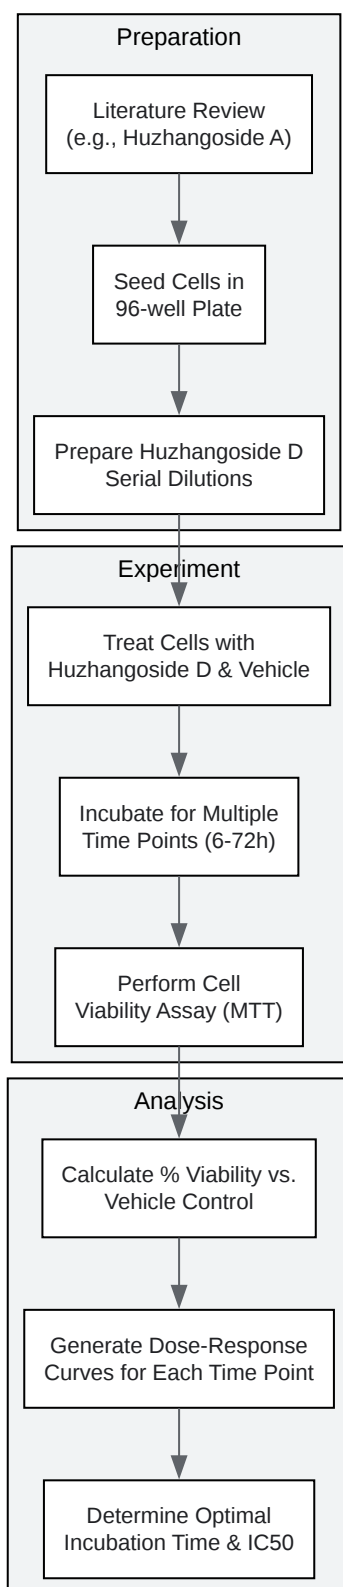 Preparation
Literature Review
(e.g., Huzhangoside A)
Seed Cells in
96-well Plate
Prepare Huzhangoside D
Serial Dilutions
Experiment
Treat Cells with
Huzhangoside D & Vehicle
Incubate for Multiple
Time Points (6-72h)
Perform Cell
Viability Assay (MTT)
Analysis
Calculate % Viability vs.
Vehicle Control
Generate Dose-Response
Curves for Each Time Point
Determine Optimal
Incubation Time & IC50